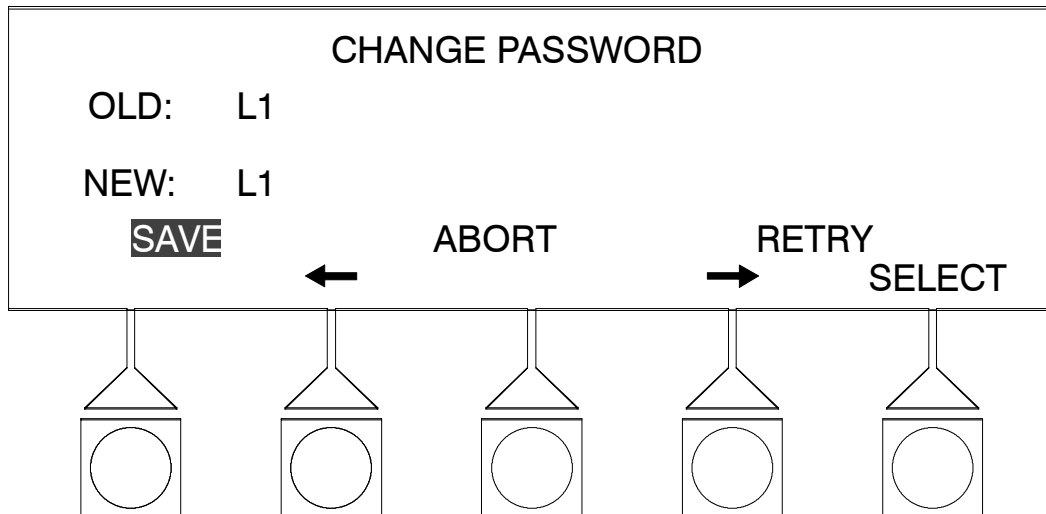 CHANGE PASSWORD
OLD: L1
NEW: L1
SAVE ABORT RETRY
SELECT